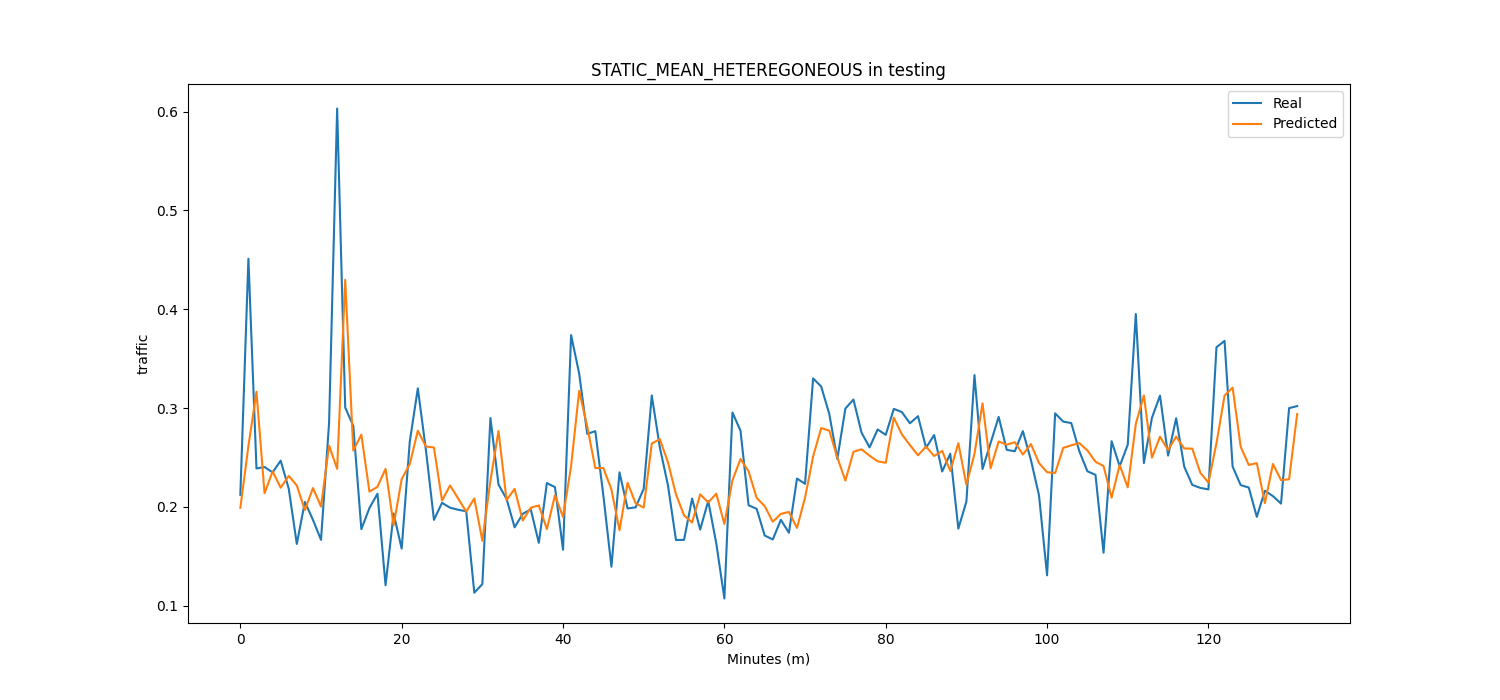 STATIC_MEAN_HETEREGONEOUS in testing
Real
Predicted
traffic
0.6
0.5
0.4
0.3
0.2
0.1
0 20 40 60 80 100 120
Minutes (m)